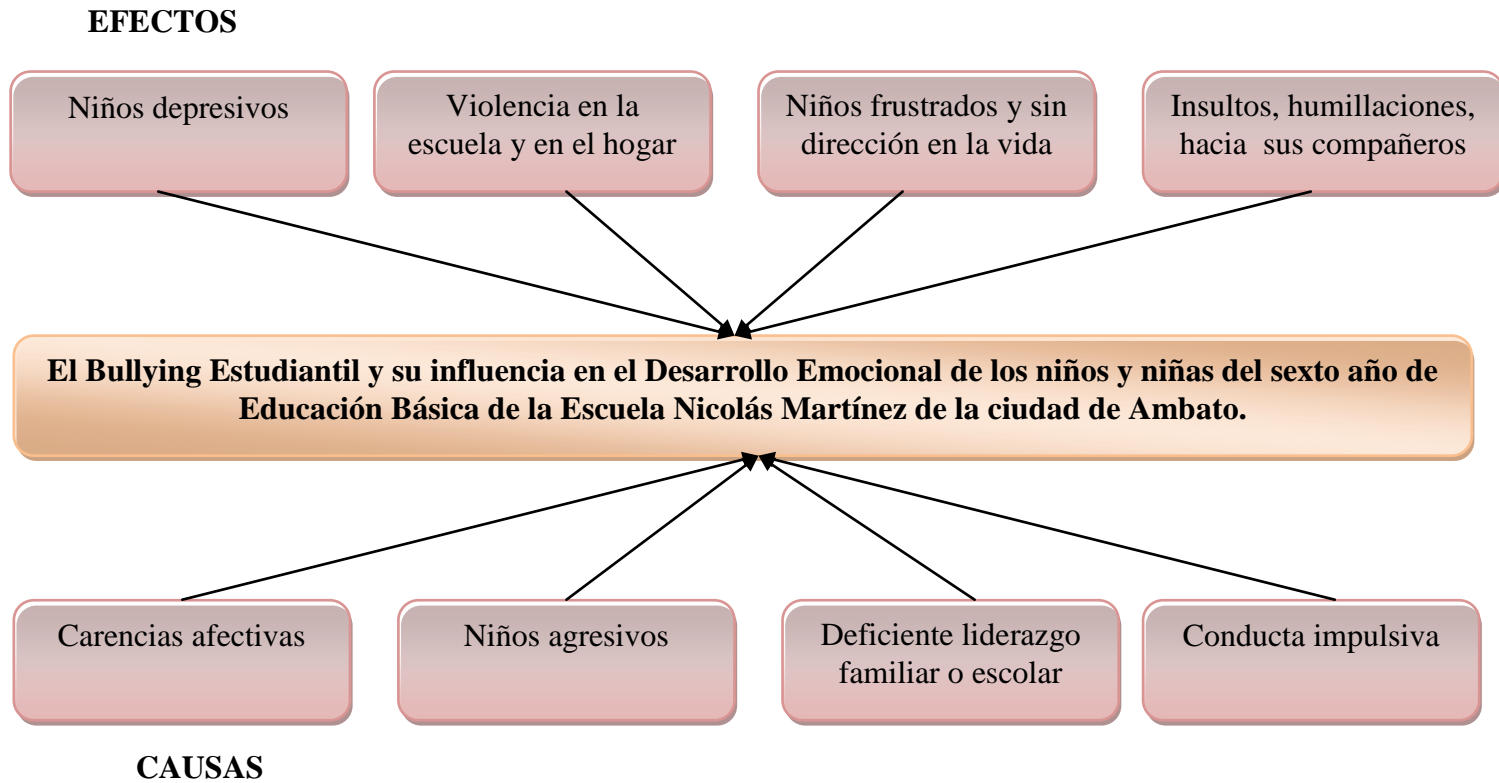 EFECTOS
Niños depresivos
Violencia en la
escuela y en el hogar
Niños frustrados y sin
dirección en la vida
Insultos, humillaciones,
hacia sus compañeros
El Bullying Estudiantil y su influencia en el Desarrollo Emocional de los niños y niñas del sexto año de
Educación Básica de la Escuela Nicolás Martínez de la ciudad de Ambato.
Carencias afectivas
Niños agresivos
Deficiente liderazgo
familiar o escolar
Conducta impulsiva
CAUSAS